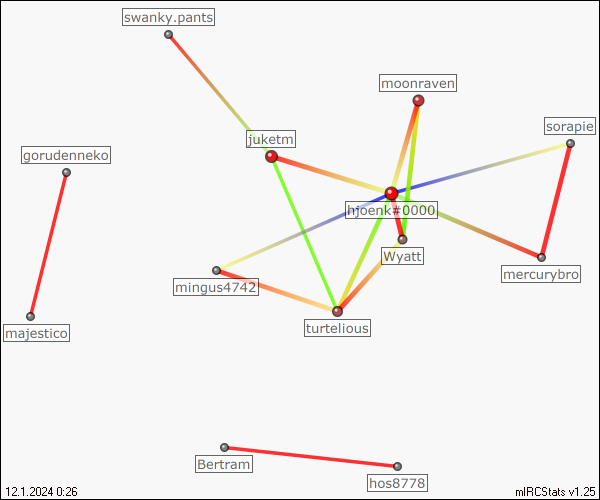 swanky.pants
moonraven
sorapie
juketm
gorudenneko
hjoenk#0000
Wyatt
mercurybro
mingus4742
majestico
turtelious
Bertram
hos8778
12.1.2024 0:26
mIRCStats v1.25